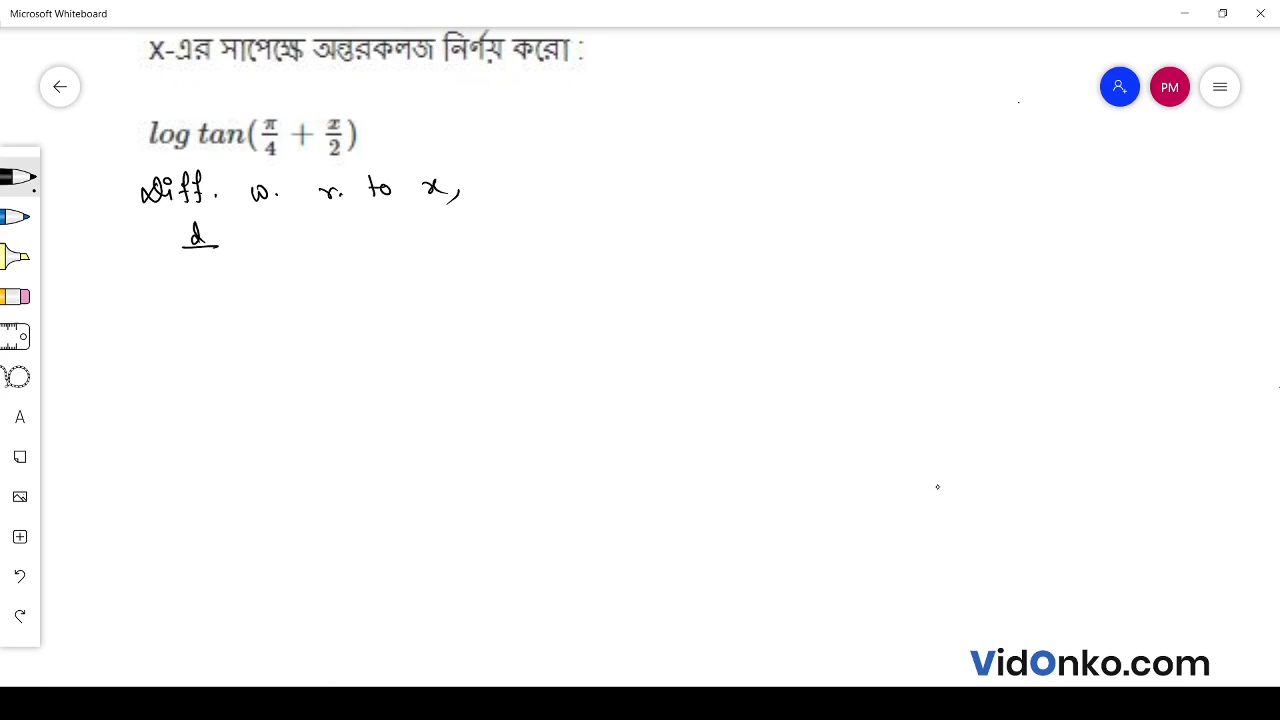 Microsoft Whiteboard
x-এর সাপেক্ষে অন্তরকলজ নির্ণয় করো :
PM
log tan(π/4 + x/2)
Diff. w. r. to x,
d
A
VidOnko.com